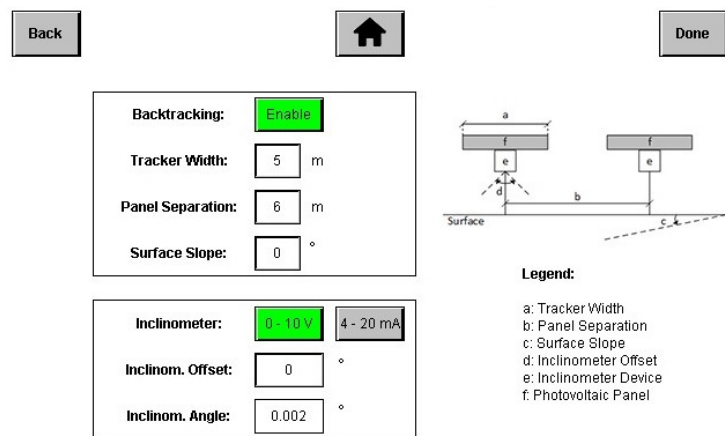 Back
Done
Backtracking: Enable
Tracker Width: 5 m
Panel Separation: 6 m
Surface Slope: 0 °
Inclinometer: 0 - 10 V 4 - 20 mA
Inclinom. Offset: 0 °
Inclinom. Angle: 0.002 °
a
f f
e e
d
b
Surface
c
Legend:
a: Tracker Width
b: Panel Separation
c: Surface Slope
d: Inclinometer Offset
e: Inclinometer Device
f: Photovoltaic Panel